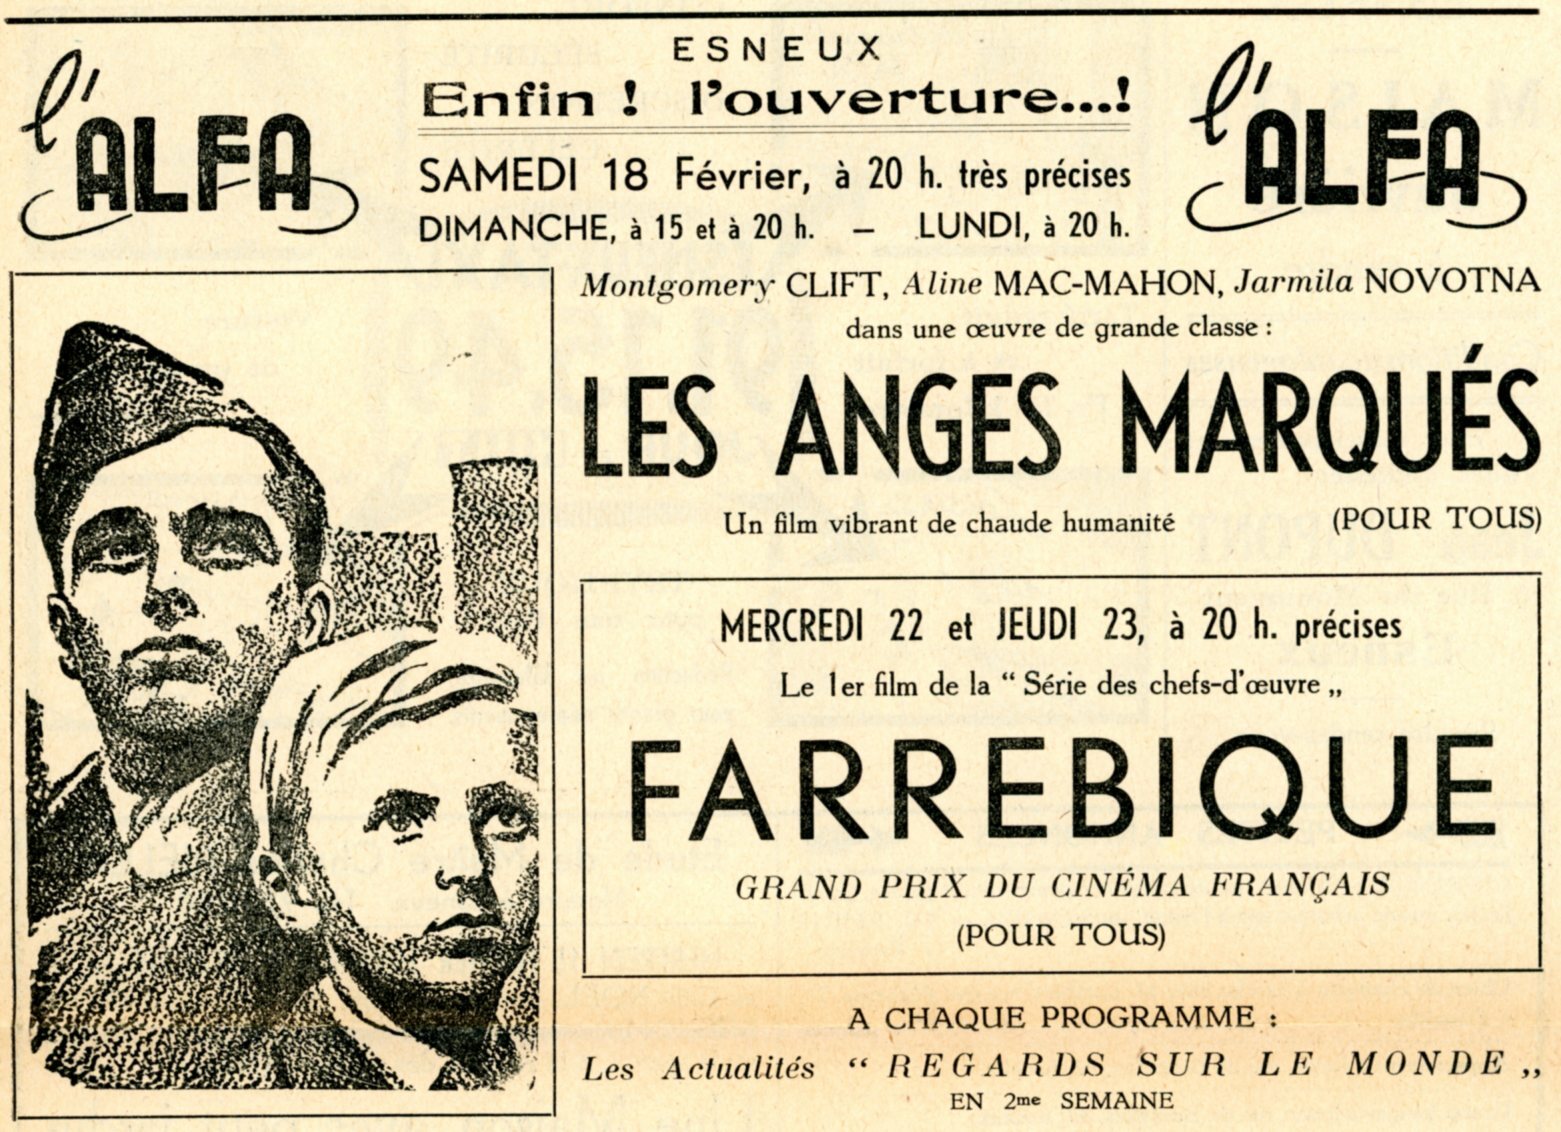 l'ALFA
ESNEUX
Enfin ! l'ouverture...!
SAMEDI 18 Février, à 20 h. très précises
DIMANCHE, à 15 et à 20 h. — LUNDI, à 20 h.
l'ALFA
Montgomery CLIFT, Aline MAC-MAHON, Jarmila NOVOTNA
dans une œuvre de grande classe :
LES ANGES MARQUÉS
Un film vibrant de chaude humanité (POUR TOUS)
MERCREDI 22 et JEUDI 23, à 20 h. précises
Le 1er film de la “ Série des chefs-d'œuvre „
FARREBIQUE
GRAND PRIX DU CINÉMA FRANÇAIS
(POUR TOUS)
A CHAQUE PROGRAMME :
Les Actualités “ REGARDS SUR LE MONDE „
EN 2me SEMAINE